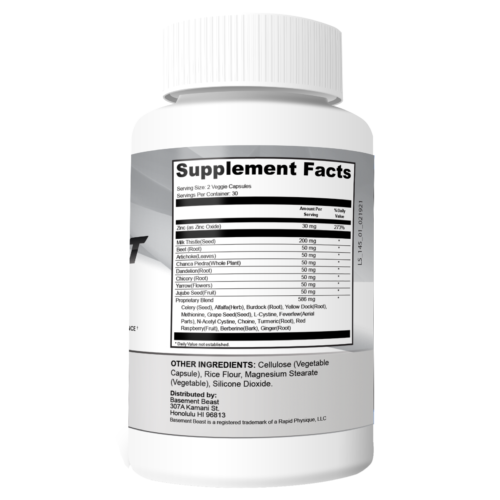 Supplement Facts
Serving Size: 2 Veggie Capsules
Servings Per Container: 30
Amount Per Serving % Daily Value
Zinc (as Zinc Oxide) 30 mg 273%
Milk Thistle(Seed) 200 mg *
Beet (Root) 50 mg *
Artichoke(Leaves) 50 mg *
Chanca Piedra(Whole Plant) 50 mg *
Dandelion(Root) 50 mg *
Chicory (Root) 50 mg *
Yarrow(Flowers) 50 mg *
Jujube Seed(Fruit) 50 mg *
Proprietary Blend 588 mg *
Celery (Seed), Alfalfa(Herb), Burdock (Root), Yellow Dock(Root),
Methionine, Grape Seed(Seed), L-Cystine, Feverfew(Aerial
Parts), N-Acetyl Cystine, Choine, Turmeric(Root), Red
Raspberry(Fruit), Berberine(Bark), Ginger(Root)
* Daily Value not established
LS_145_01_021921
OTHER INGREDIENTS: Cellulose (Vegetable
Capsule), Rice Flour, Magnesium Stearate
(Vegetable), Silicone Dioxide.
Distributed by:
Basement Beast
307A Kamani St.
Honolulu HI 96813
Basement Beast is a registered trademark of a Rapid Physique, LLC